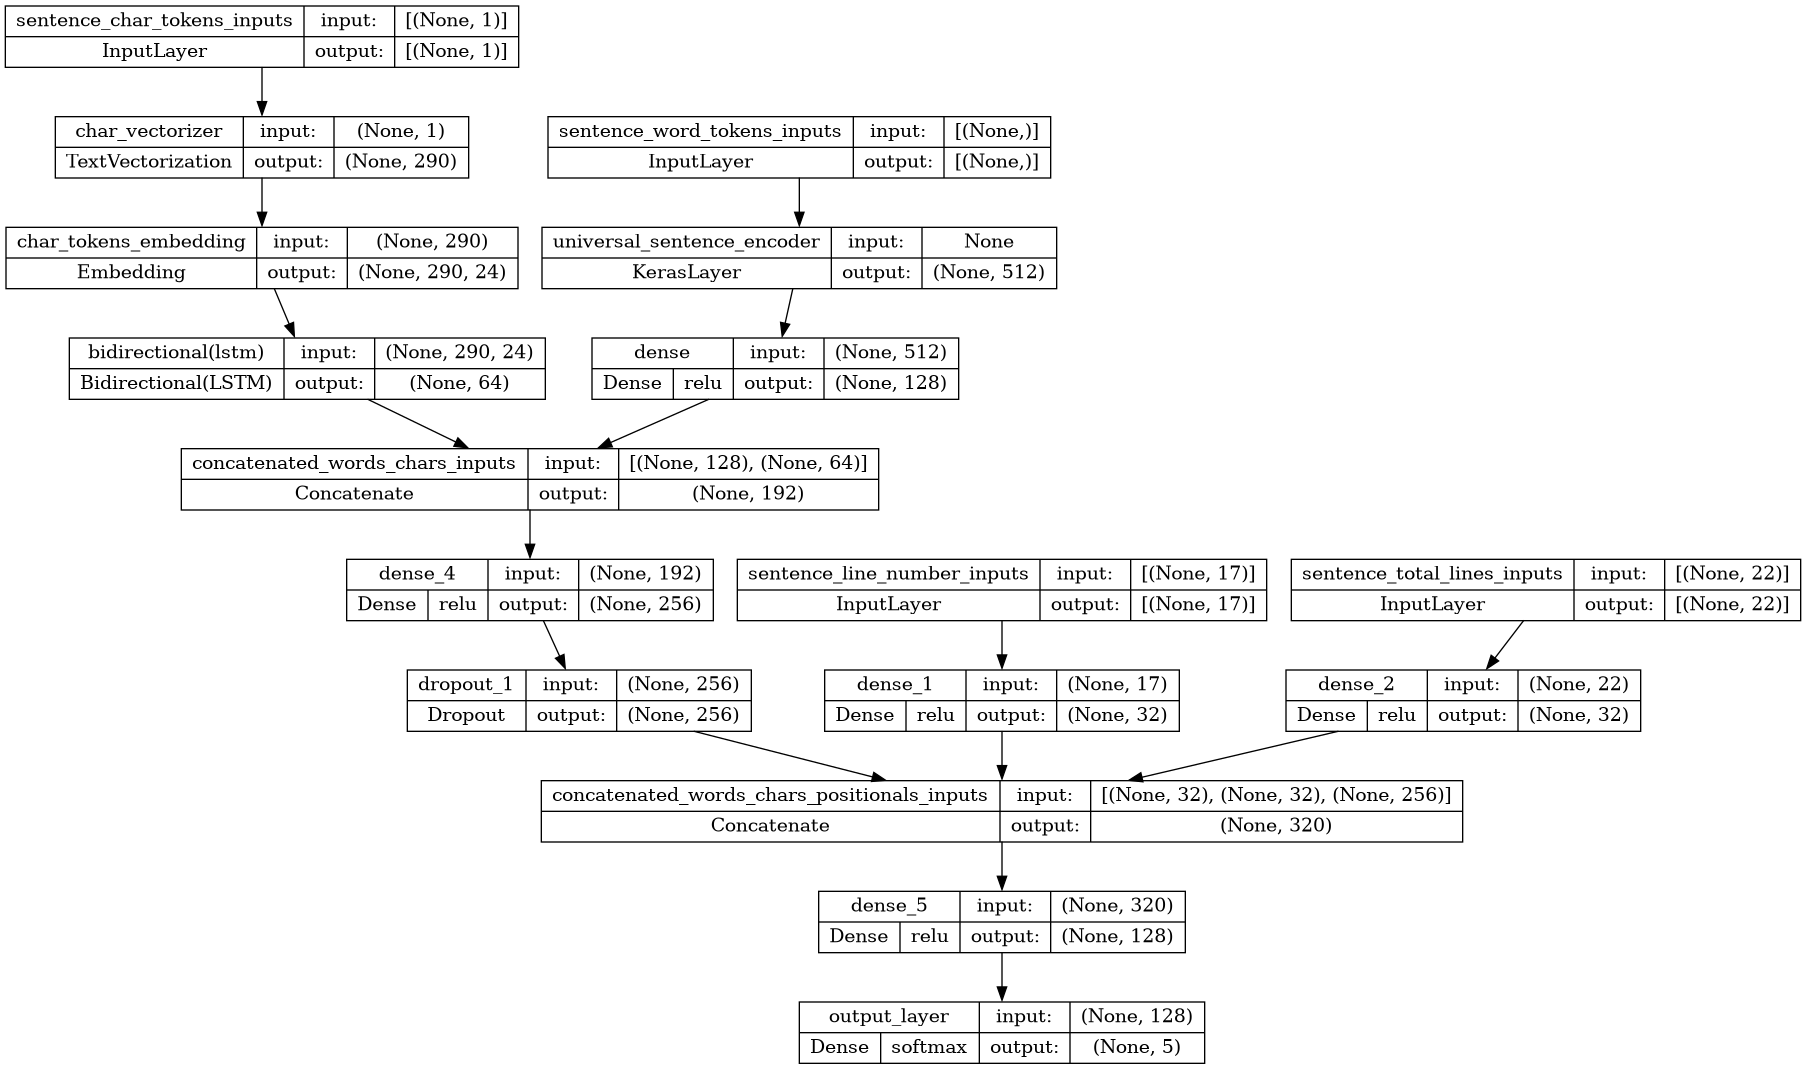 sentence_char_tokens_inputs input: [(None, 1)]
InputLayer output: [(None, 1)]
char_vectorizer input: (None, 1)
TextVectorization output: (None, 290)
sentence_word_tokens_inputs input: [(None,)]
InputLayer output: [(None,)]
char_tokens_embedding input: (None, 290)
Embedding output: (None, 290, 24)
universal_sentence_encoder input: None
KerasLayer output: (None, 512)
bidirectional(lstm) input: (None, 290, 24)
Bidirectional(LSTM) output: (None, 64)
dense input: (None, 512)
Dense relu output: (None, 128)
concatenated_words_chars_inputs input: [(None, 128), (None, 64)]
Concatenate output: (None, 192)
dense_4 input: (None, 192)
Dense relu output: (None, 256)
sentence_line_number_inputs input: [(None, 17)]
InputLayer output: [(None, 17)]
sentence_total_lines_inputs input: [(None, 22)]
InputLayer output: [(None, 22)]
dropout_1 input: (None, 256)
Dropout output: (None, 256)
dense_1 input: (None, 17)
Dense relu output: (None, 32)
dense_2 input: (None, 22)
Dense relu output: (None, 32)
concatenated_words_chars_positionals_inputs input: [(None, 32), (None, 32), (None, 256)]
Concatenate output: (None, 320)
dense_5 input: (None, 320)
Dense relu output: (None, 128)
output_layer input: (None, 128)
Dense softmax output: (None, 5)